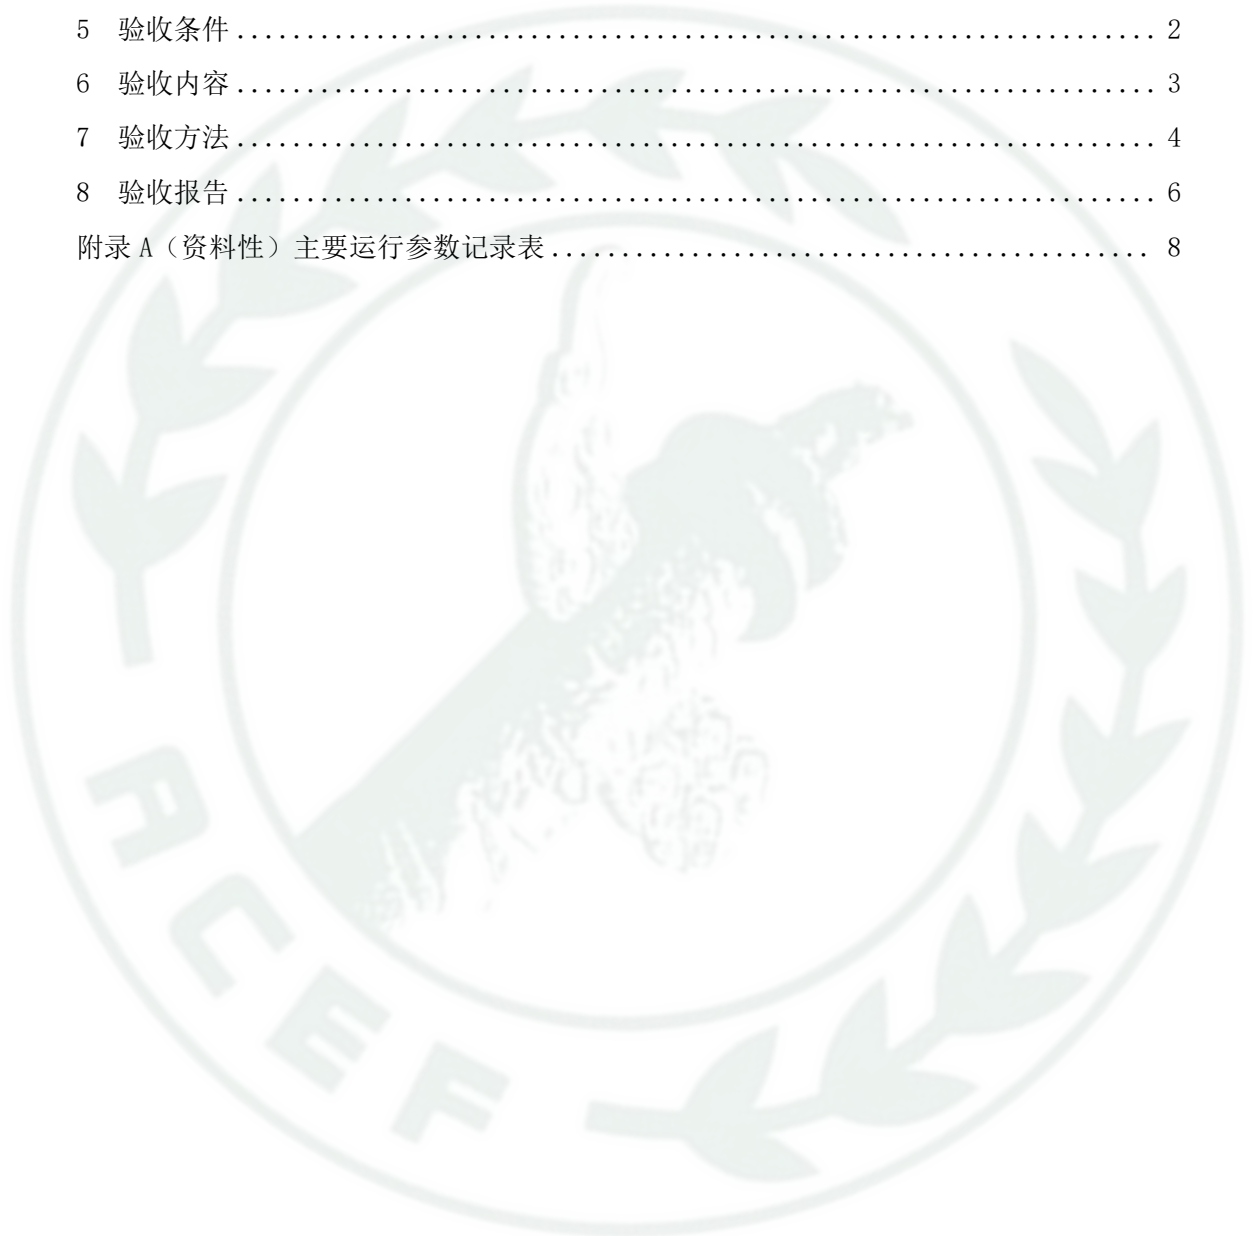 5 验收条件 ........................................................ 2
6 验收内容 ........................................................ 3
7 验收方法 ........................................................ 4
8 验收报告 ........................................................ 6
附录 A（资料性）主要运行参数记录表 ........................................ 8
ACEF